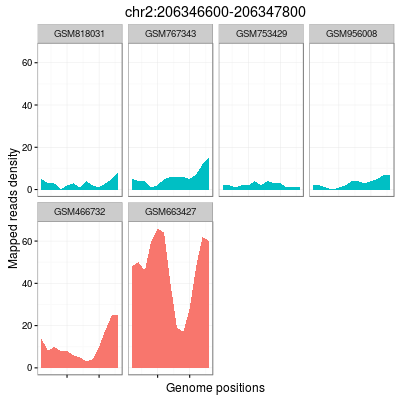 chr2:206346600-206347800
GSM818031 GSM767343 GSM753429 GSM956008
60
40
20
0
Mapped reads density
GSM466732 GSM663427
60
40
20
0
Genome positions